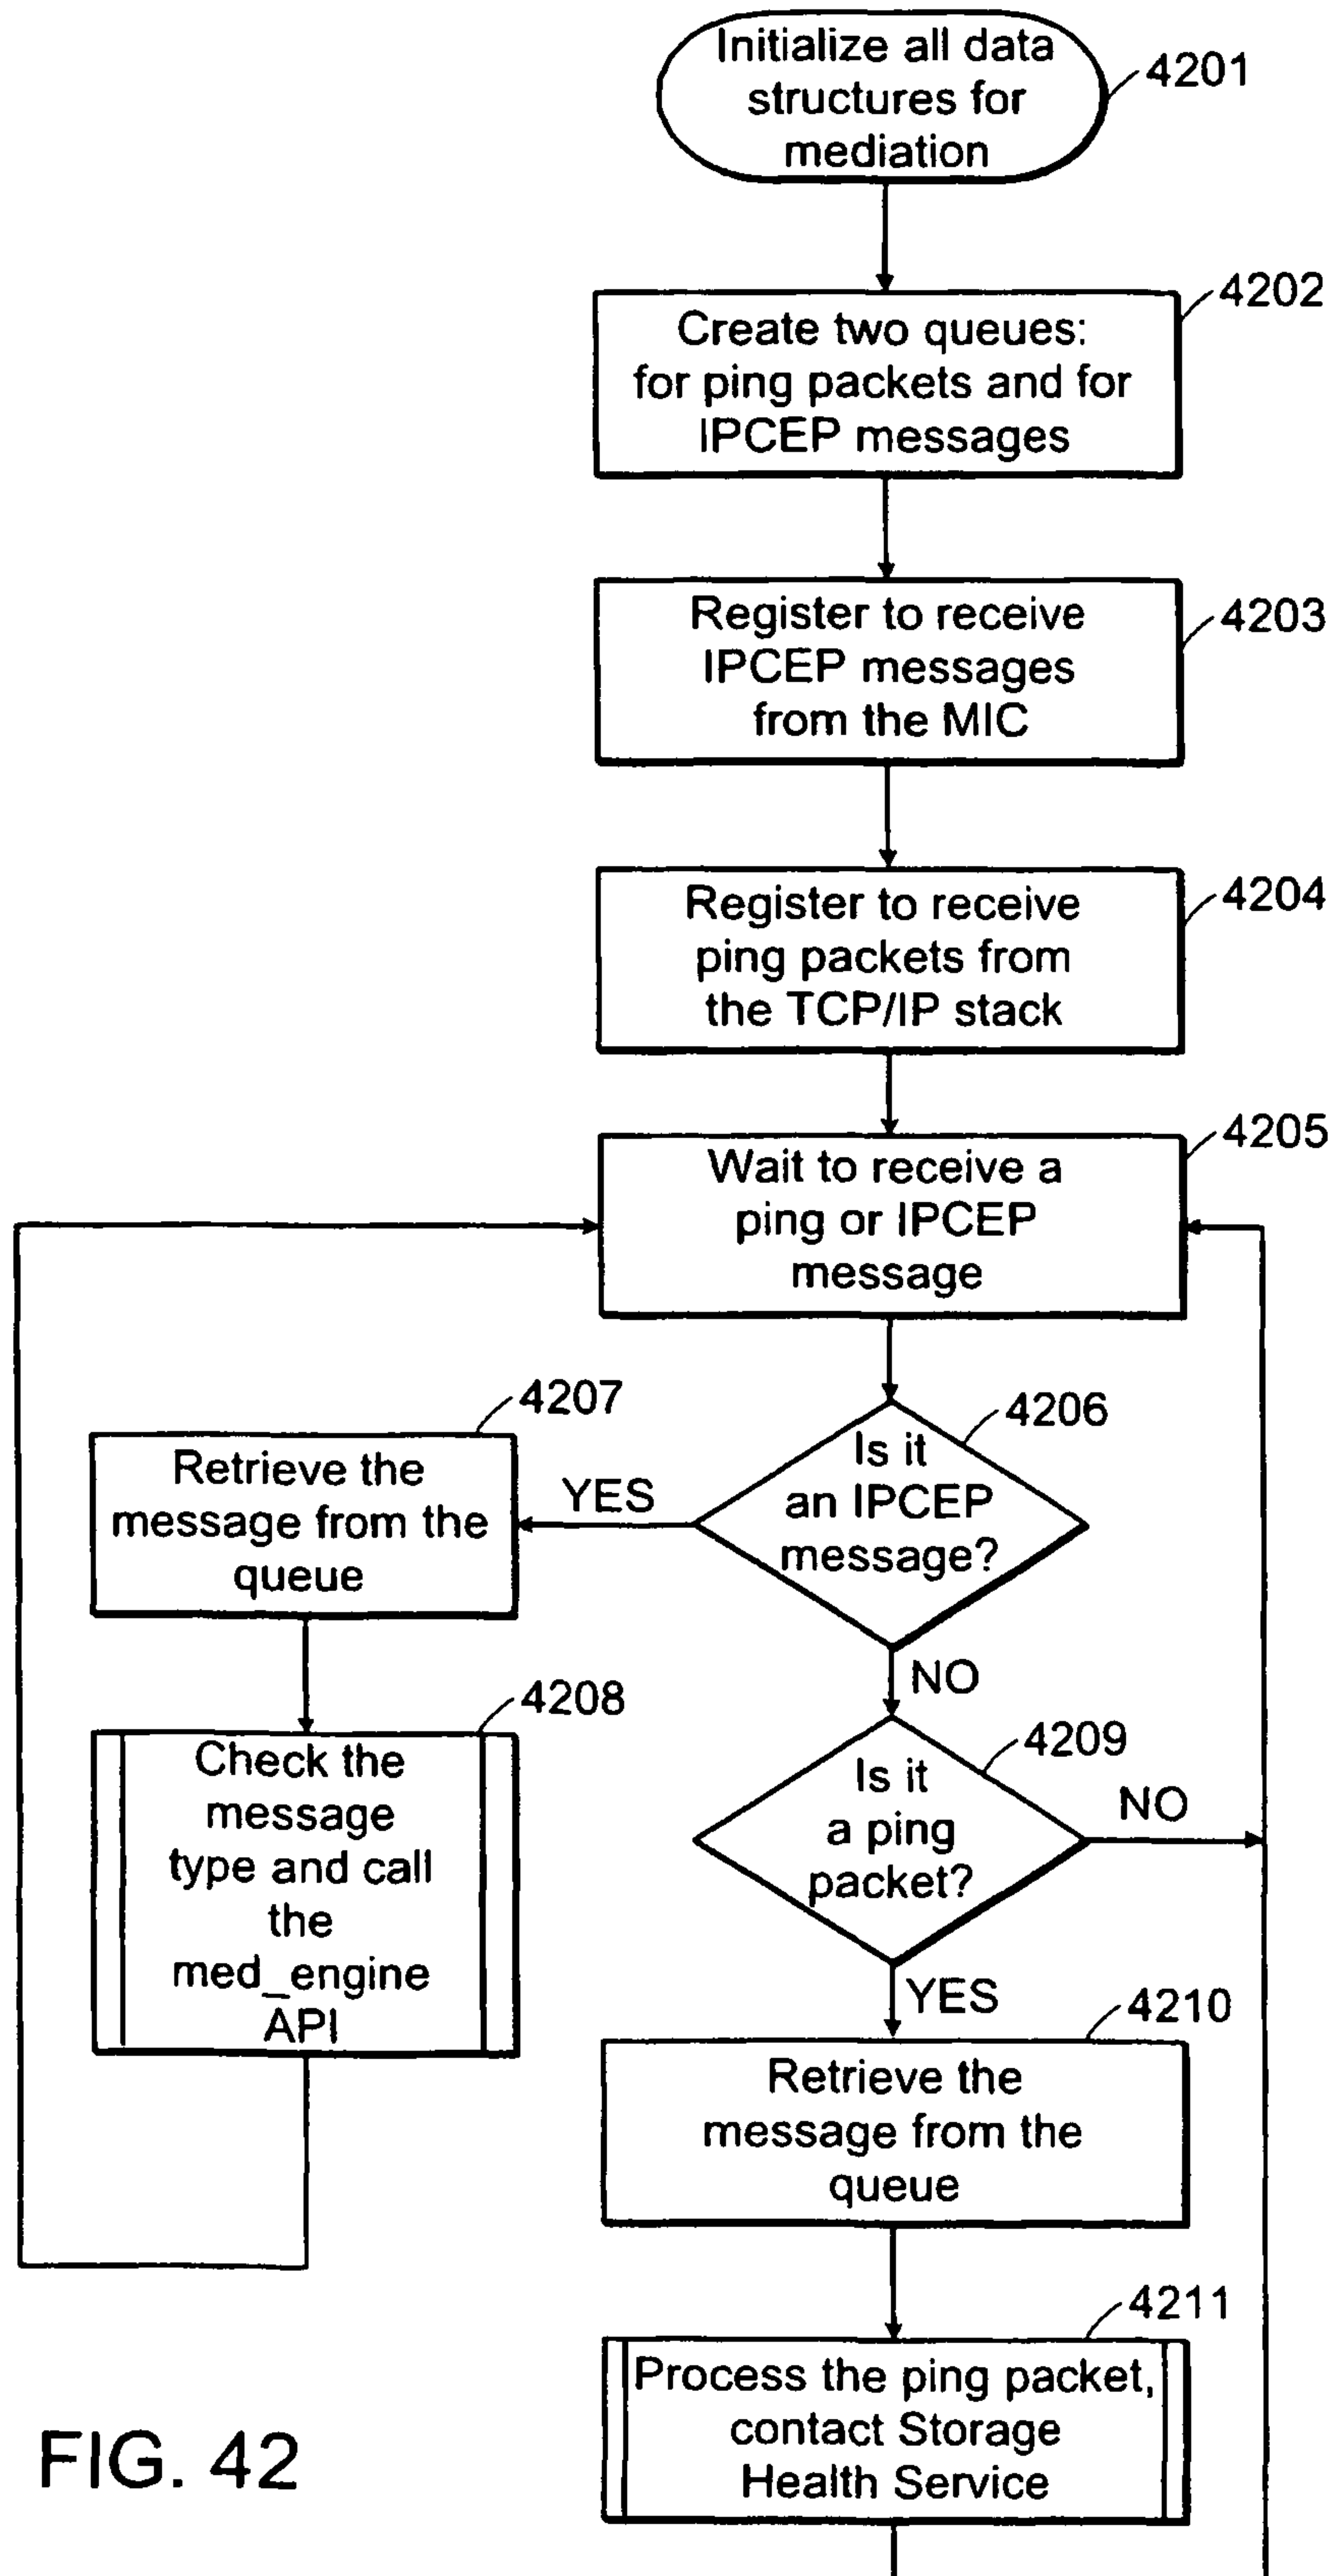 Initialize all data
structures for
mediation
4201
4202
Create two queues:
for ping packets and for
IPCEP messages
4203
Register to receive
IPCEP messages
from the MIC
4204
Register to receive
ping packets from
the TCP/IP stack
4205
Wait to receive a
ping or IPCEP
message
4206
Is it
an IPCEP
message?
YES
4207
Retrieve the
message from the
queue
NO
4208
Check the
message
type and call
the
med_engine
API
4209
Is it
a ping
packet?
NO
YES
4210
Retrieve the
message from the
queue
4211
Process the ping packet,
contact Storage
Health Service
FIG. 42